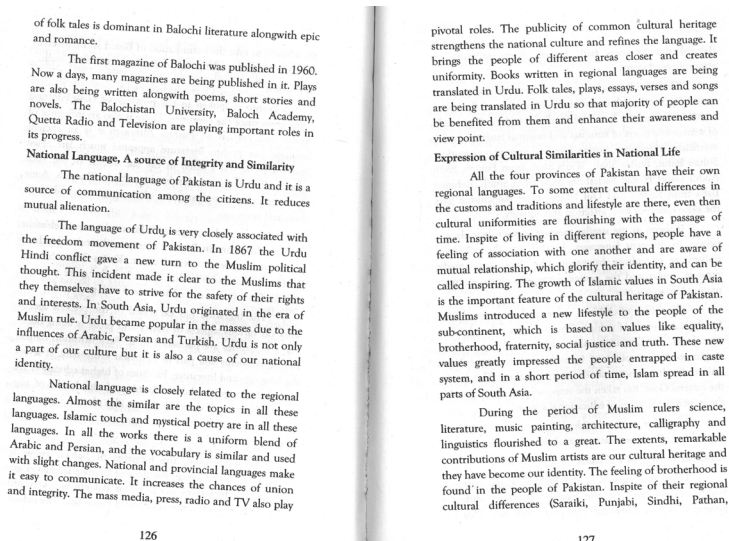 of folk tales is dominant in Balochi literature alongwith epic
and romance.
The first magazine of Balochi was published in 1960.
Now a days, many magazines are being published in it. Plays
are also being written alongwith poems, short stories and
novels. The Balochistan University, Baloch Academy,
Quetta Radio and Television are playing important roles in
its progress.
National Language, A source of Integrity and Similarity
The national language of Pakistan is Urdu and it is a
source of communication among the citizens. It reduces
mutual alienation.
The language of Urdu, is very closely associated with
the freedom movement of Pakistan. In 1867 the Urdu
Hindi conflict gave a new turn to the Muslim political
thought. This incident made it clear to the Muslims that
they themselves have to strive for the safety of their rights
and interests. In South Asia, Urdu originated in the era of
Muslim rule. Urdu became popular in the masses due to the
influences of Arabic, Persian and Turkish. Urdu is not only
a part of our culture but it is also a cause of our national
identity.
National language is closely related to the regional
languages. Almost the similar are the topics in all these
languages. Islamic touch and mystical poetry are in all these
languages. In all the works there is a uniform blend of
Arabic and Persian, and the vocabulary is similar and used
with slight changes. National and provincial languages make
it easy to communicate. It increases the chances of union
and integrity. The mass media, press, radio and TV also play
126
pivotal roles. The publicity of common cultural heritage
strengthens the national culture and refines the language. It
brings the people of different areas closer and creates
uniformity. Books written in regional languages are being
translated in Urdu. Folk tales, plays, essays, verses and songs
are being translated in Urdu so that majority of people can
be benefited from them and enhance their awareness and
view point.
Expression of Cultural Similarities in National Life
All the four provinces of Pakistan have their own
regional languages. To some extent cultural differences in
the customs and traditions and lifestyle are there, even then
cultural uniformities are flourishing with the passage of
time. Inspite of living in different regions, people have a
feeling of association with one another and are aware of
mutual relationship, which glorify their identity, and can be
called inspiring. The growth of Islamic values in South Asia
is the important feature of the cultural heritage of Pakistan.
Muslims introduced a new lifestyle to the people of the
sub-continent, which is based on values like equality,
brotherhood, fraternity, social justice and truth. These new
values greatly impressed the people entrapped in caste
system, and in a short period of time, Islam spread in all
parts of South Asia.
During the period of Muslim rulers science,
literature, music painting, architecture, calligraphy and
linguistics flourished to a great. The extents, remarkable
contributions of Muslim artists are our cultural heritage and
they have become our identity. The feeling of brotherhood is
found in the people of Pakistan. Inspite of their regional
cultural differences (Saraiki, Punjabi, Sindhi, Pathan,
127